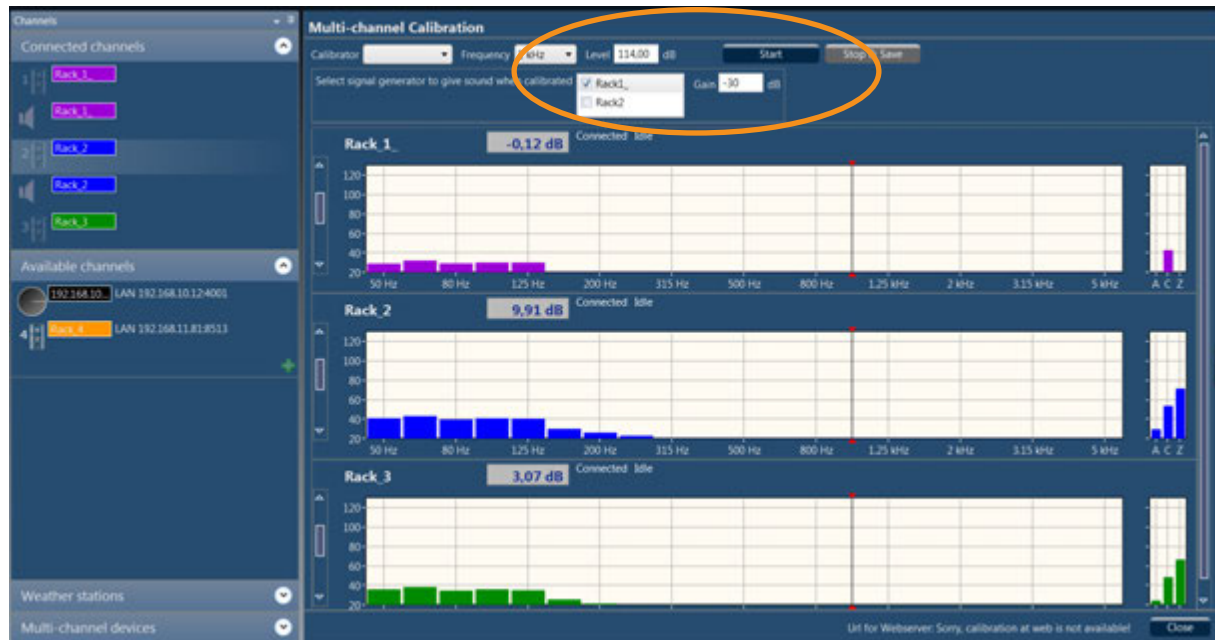 Channels
Connected channels
1 Rack_1_
Rack_1_
2 Rack_2
Rack_2
3 Rack_3
Available channels
192.168.10... LAN 192.168.10.12:4001
4 Rack_4 LAN 192.168.11.81:8513
Weather stations
Multi-channel devices
Multi-channel Calibration
Calibrator Frequency kHz Level 114,00 dB Start Stop Save
Select signal generator to give sound when calibrated Rack1_ Gain -30 dB
Rack2
Rack_1_ -0,12 dB Connected Idle
120
100
80
60
40
20
50 Hz 80 Hz 125 Hz 200 Hz 315 Hz 500 Hz 800 Hz 1.25 kHz 2 kHz 3.15 kHz 5 kHz A C Z
Rack_2 9,91 dB Connected Idle
120
100
80
60
40
20
50 Hz 80 Hz 125 Hz 200 Hz 315 Hz 500 Hz 800 Hz 1.25 kHz 2 kHz 3.15 kHz 5 kHz A C Z
Rack_3 3,07 dB Connected Idle
120
100
80
60
40
20
Url for Webserver: Sorry, calibration at web is not available! Close